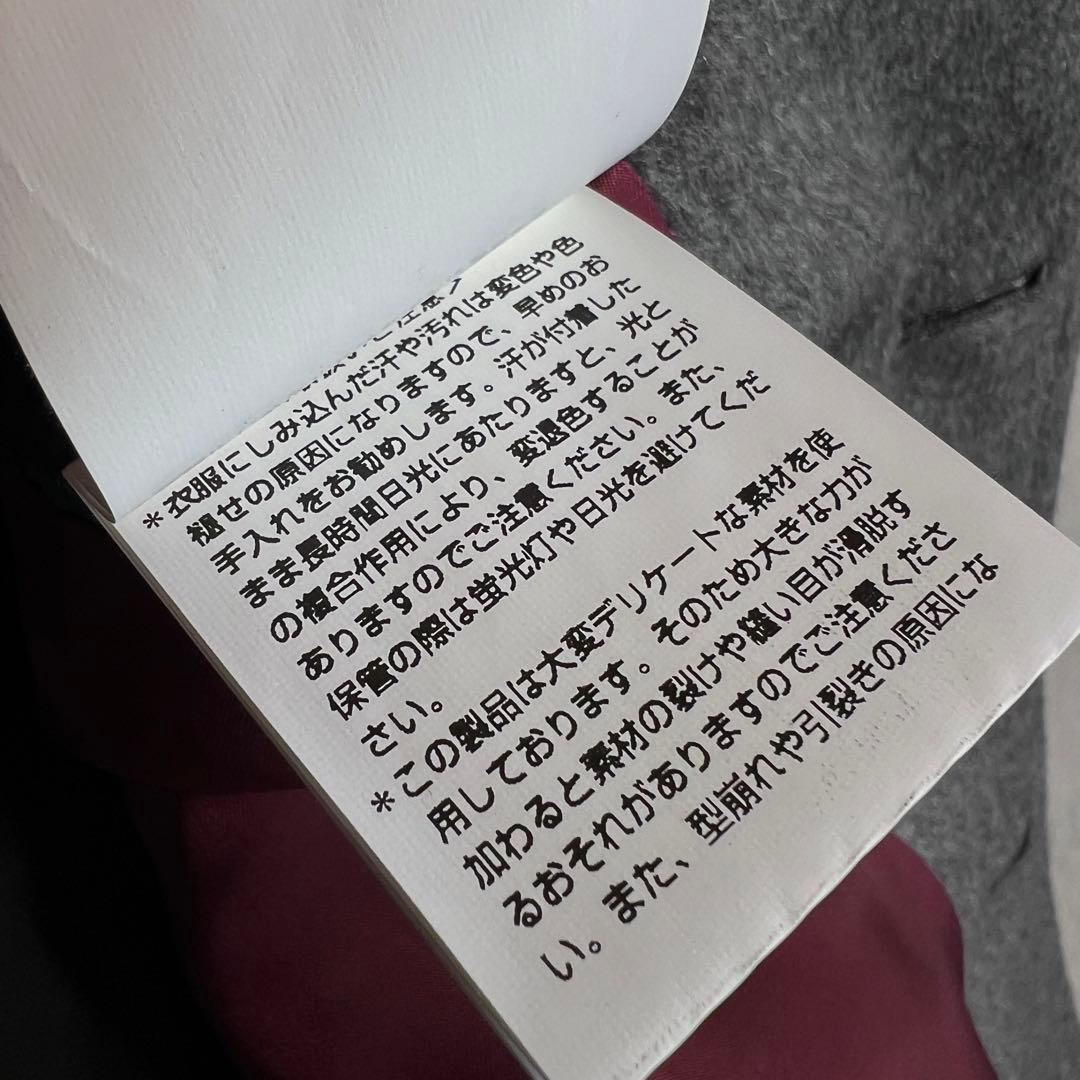 ご注意＞
＊衣服にしみ込んだ汗や汚れは変色や色
褪せの原因になりますので、早めのお
手入れをお勧めします。汗が付着した
まま長時間日光にあたりますと、光と
の複合作用により、変退色することが
ありますのでご注意ください。また、
保管の際は蛍光灯や日光を避けてくだ
さい。
＊この製品は大変デリケートな素材を使
用しております。そのため大きな力が
加わると素材の裂けや縫い目が滑脱す
るおそれがありますのでご注意くださ
い。また、型崩れや引裂きの原因にな